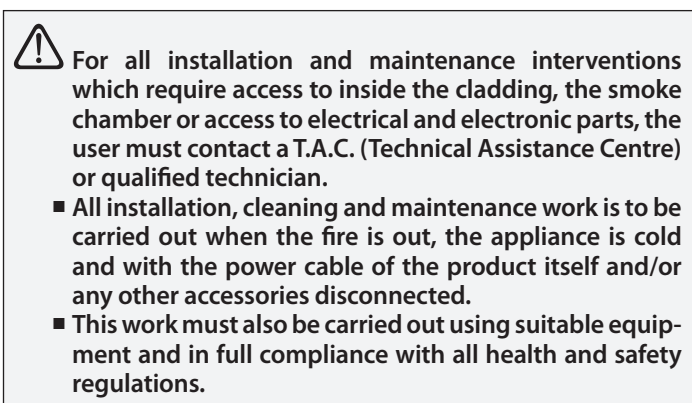 For all installation and maintenance interventions
which require access to inside the cladding, the smoke
chamber or access to electrical and electronic parts, the
user must contact a T.A.C. (Technical Assistance Centre)
or qualified technician.
■ All installation, cleaning and maintenance work is to be
carried out when the fire is out, the appliance is cold
and with the power cable of the product itself and/or
any other accessories disconnected.
■ This work must also be carried out using suitable equip-
ment and in full compliance with all health and safety
regulations.